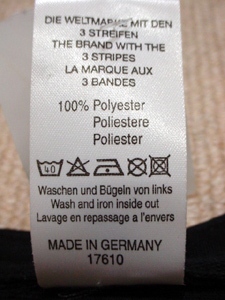 DIE WELTMARKE MIT DEN
3 STREIFEN
THE BRAND WITH THE
3 STRIPES
LA MARQUE AUX
3 BANDES
100% Polyester
Poliestere
Poliester
40
Waschen und Bügeln von links
Wash and iron inside out
Lavage en repassage a l'envers
MADE IN GERMANY
17610